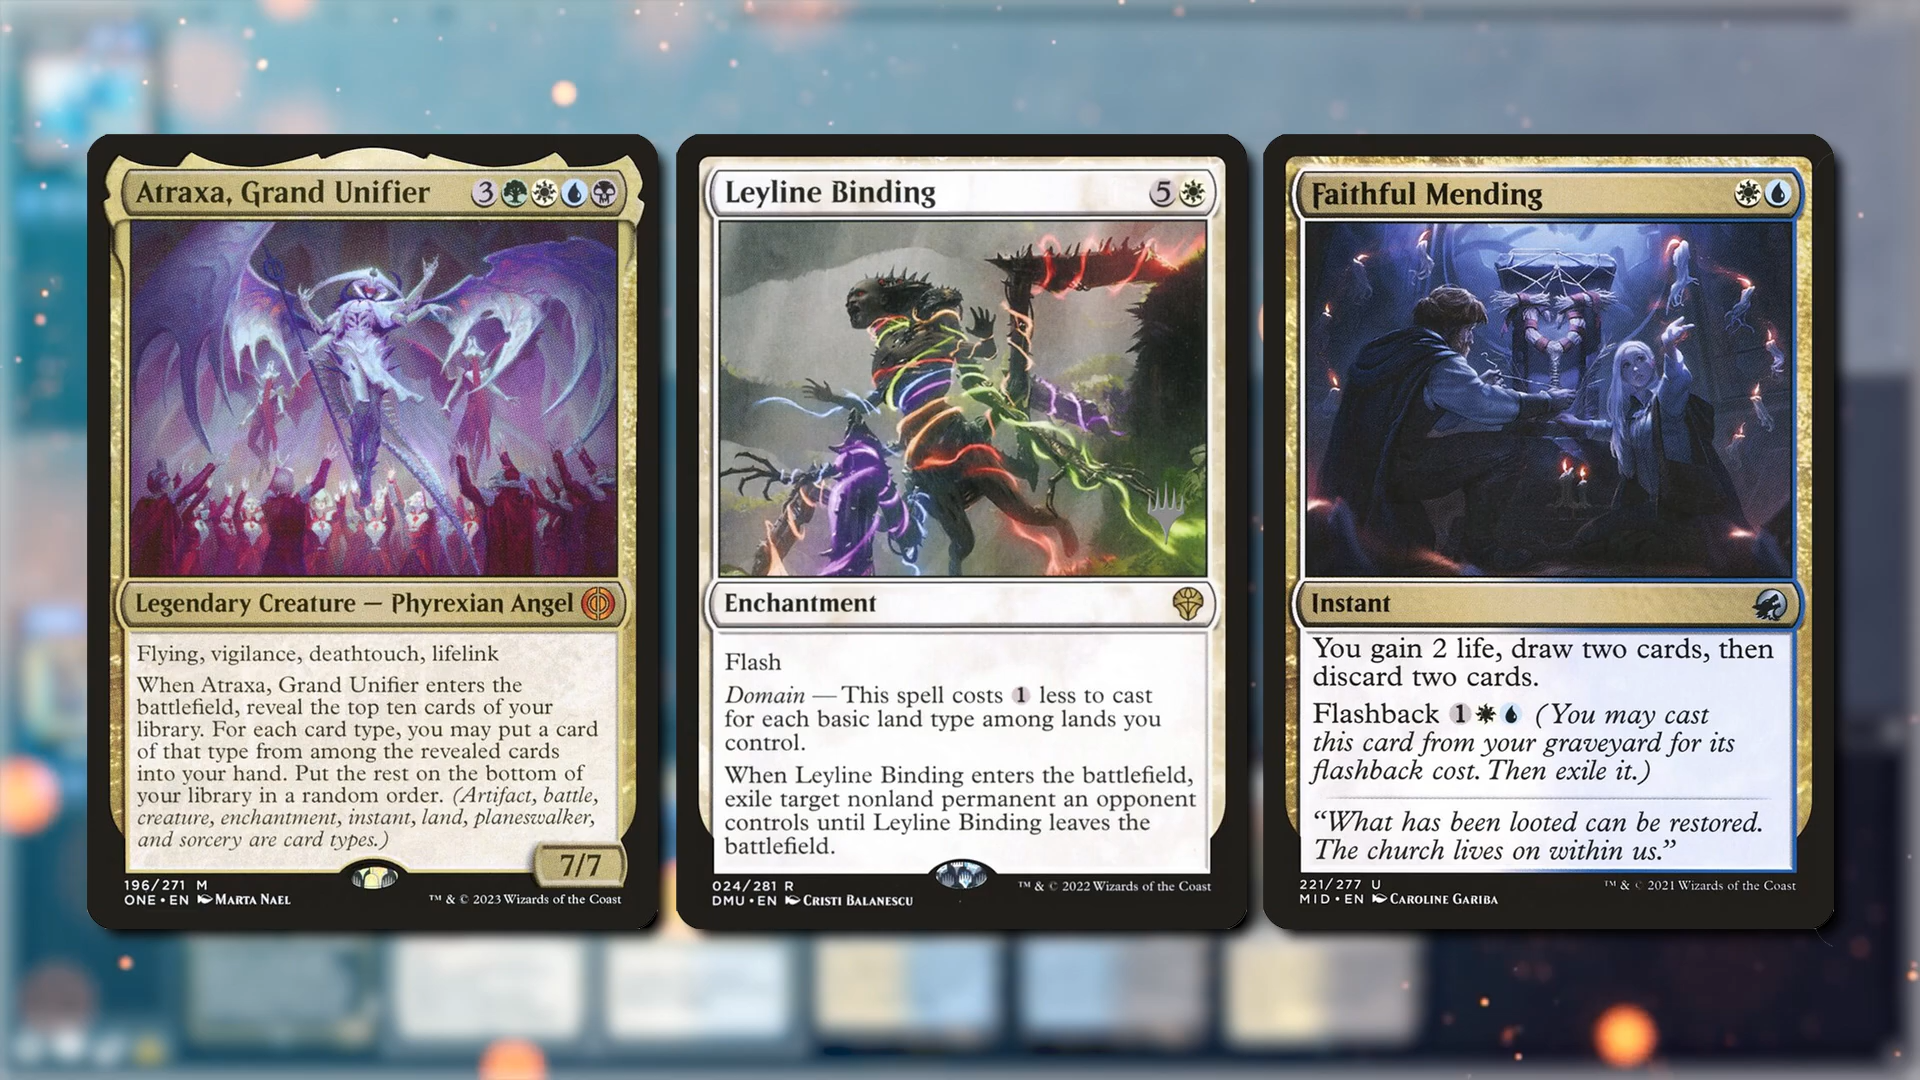 Atraxa, Grand Unifier
3
Legendary Creature — Phyrexian Angel
Flying, vigilance, deathtouch, lifelink
When Atraxa, Grand Unifier enters the
battlefield, reveal the top ten cards of your
library. For each card type, you may put a card
of that type from among the revealed cards
into your hand. Put the rest on the bottom of
your library in a random order. (Artifact, battle,
creature, enchantment, instant, land, planeswalker,
and sorcery are card types.)
7/7
196/271 M
ONE • EN MARTA NAEL
™ & © 2023 Wizards of the Coast
Leyline Binding
5
Enchantment
Flash
Domain — This spell costs 1 less to cast
for each basic land type among lands you
control.
When Leyline Binding enters the battlefield,
exile target nonland permanent an opponent
controls until Leyline Binding leaves the
battlefield.
024/281 R
DMU • EN CRISTI BALANESCU
™ & © 2022 Wizards of the Coast
Faithful Mending
Instant
You gain 2 life, draw two cards, then
discard two cards.
Flashback 1 (You may cast
this card from your graveyard for its
flashback cost. Then exile it.)
“What has been looted can be restored.
The church lives on within us.”
221/277 U
MID • EN CAROLINE GARIBA
™ & © 2021 Wizards of the Coast